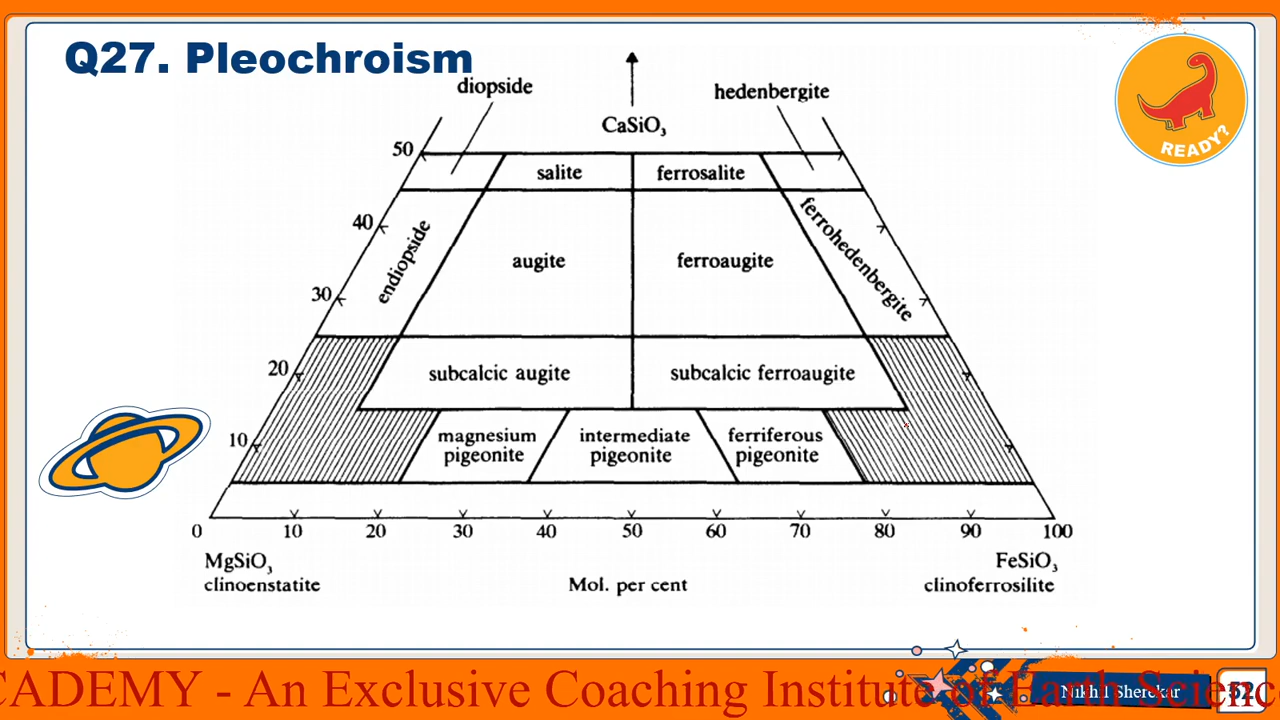 Q27. Pleochroism
READY?
diopside
hedenbergite
CaSiO₃
50
salite
ferrosalite
40
endiopside
augite
ferroaugite
ferrohedenbergite
30
20
subcalcic augite
subcalcic ferroaugite
10
magnesium
pigeonite
intermediate
pigeonite
ferriferous
pigeonite
0 10 20 30 40 50 60 70 80 90 100
MgSiO₃
clinoenstatite
Mol. per cent
FeSiO₃
clinoferrosilite
CADEMY - An Exclusive Coaching Institute of Earth Science
Nikhil Sherekar